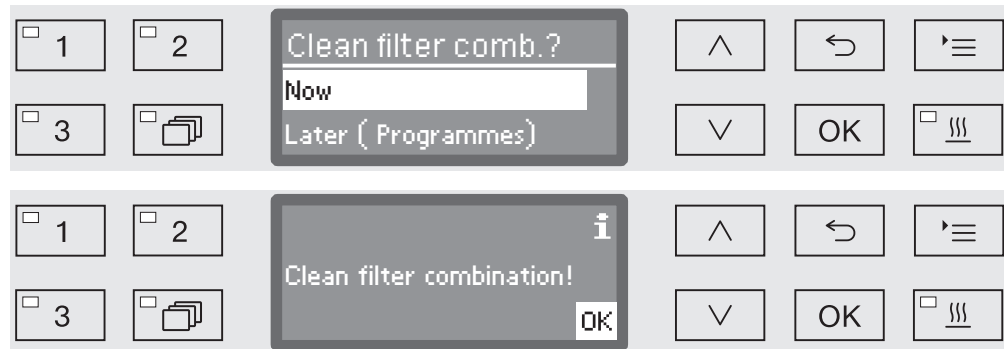 1 2 Clean filter comb.?
Now
3 Later ( Programmes) OK
1 2 i
Clean filter combination!
3 OK OK